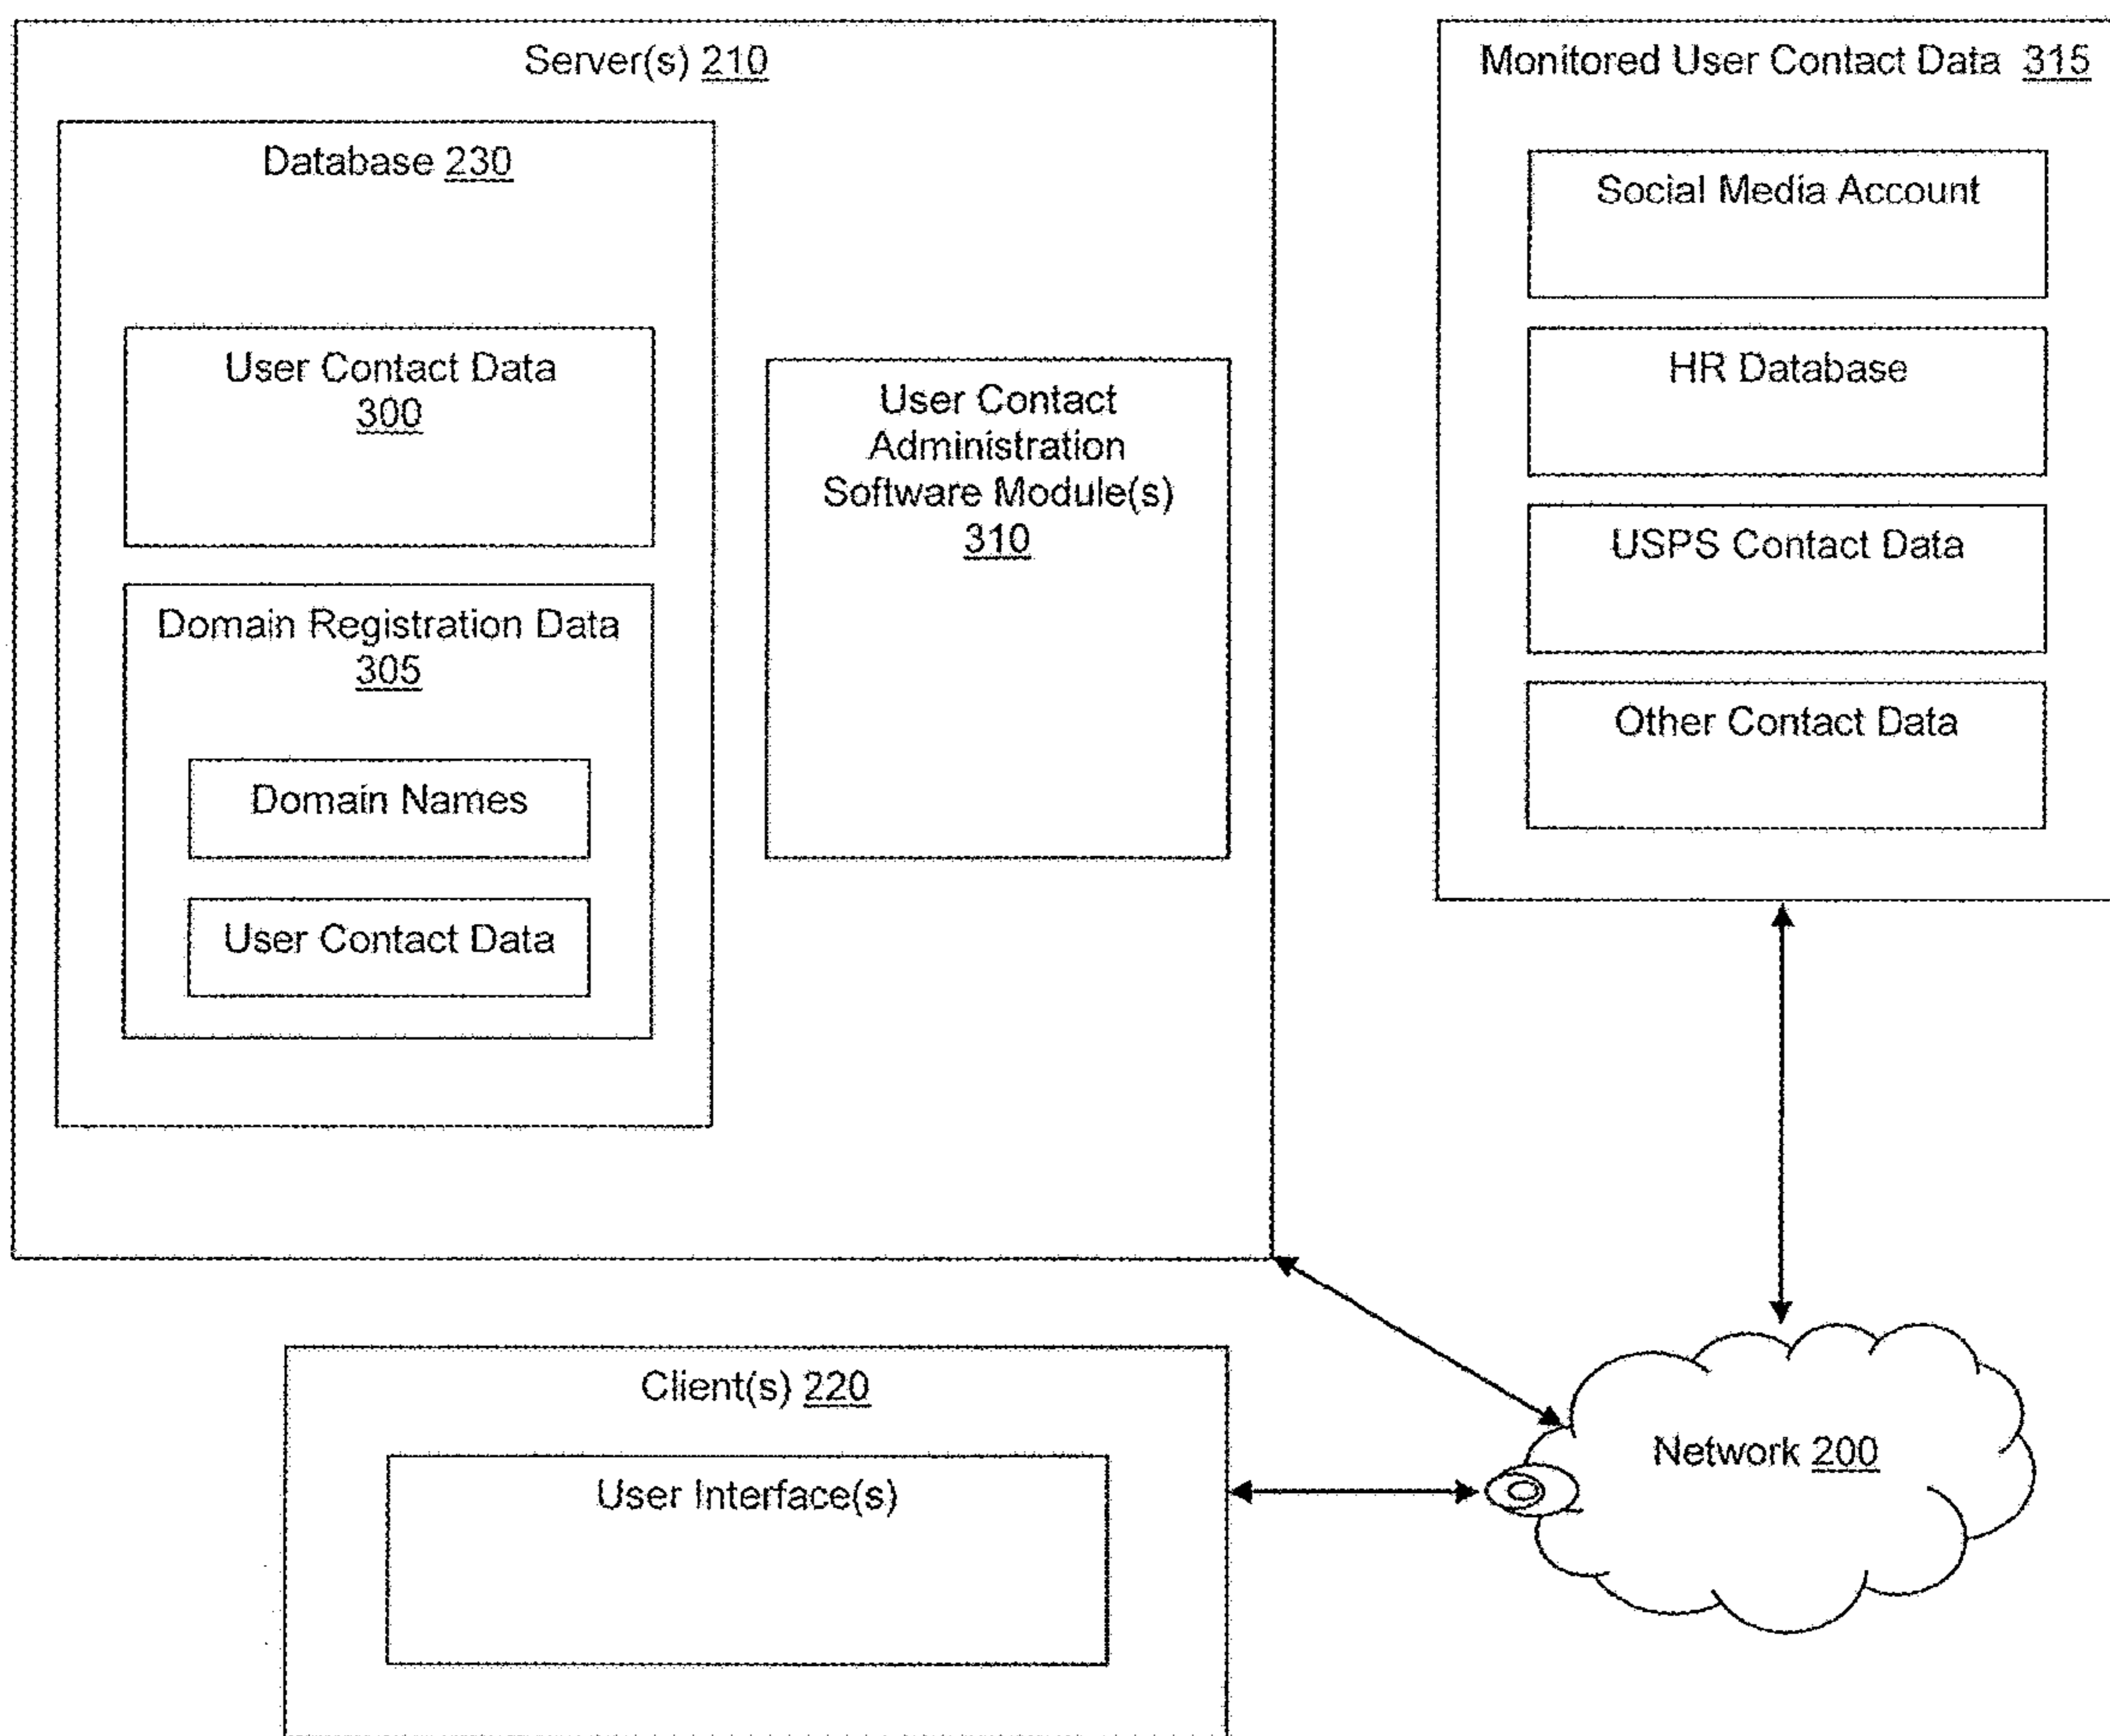 Server(s) 210
Database 230
User Contact Data
300
Domain Registration Data
305
Domain Names
User Contact Data
User Contact
Administration
Software Module(s)
310
Monitored User Contact Data 315
Social Media Account
HR Database
USPS Contact Data
Other Contact Data
Client(s) 220
User Interface(s)
Network 200